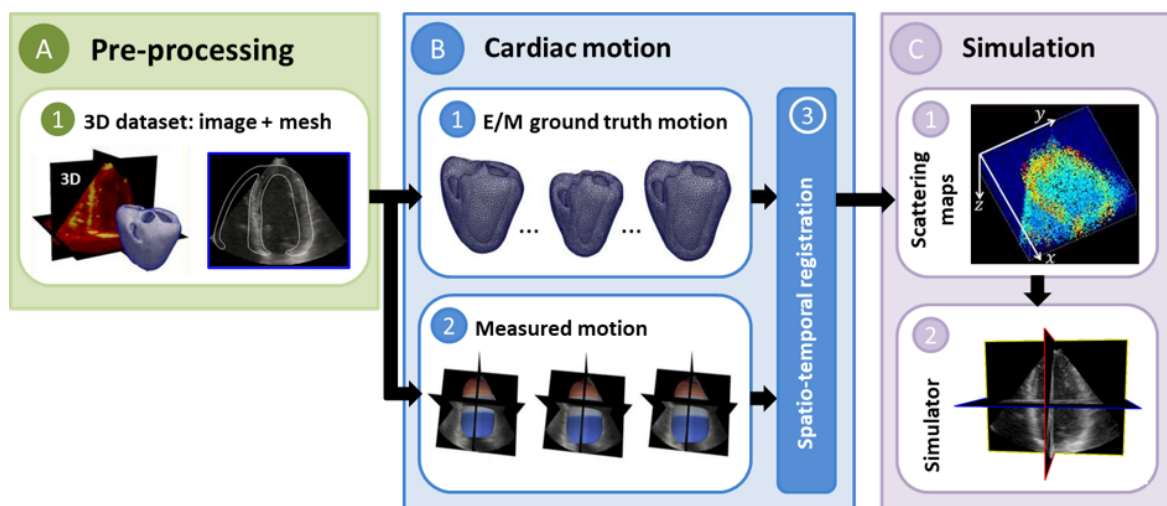 A Pre-processing
1 3D dataset: image + mesh
3D
B Cardiac motion
1 E/M ground truth motion
... ...
2 Measured motion
3
Spatio-temporal registration
C Simulation
1
Scattering
maps
y
z
x
2
Simulator